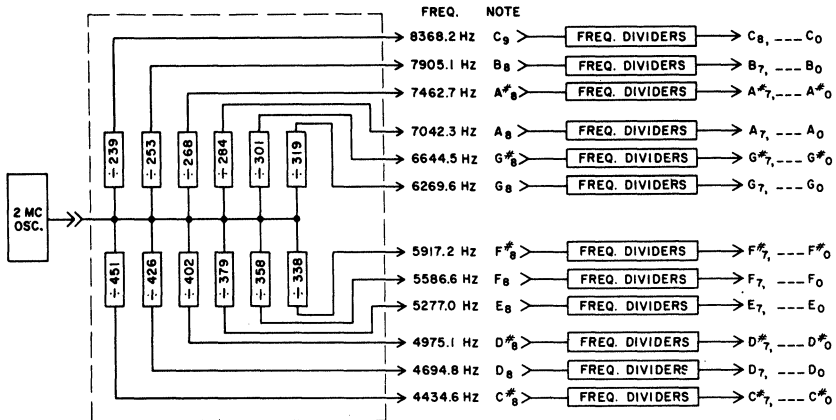 FREQ. NOTE
8368.2 Hz C9 FREQ. DIVIDERS C8, --- C0
7905.1 Hz B8 FREQ. DIVIDERS B7, --- B0
7462.7 Hz A#8 FREQ. DIVIDERS A#7, --- A#0
7042.3 Hz A8 FREQ. DIVIDERS A7, --- A0
6644.5 Hz G#8 FREQ. DIVIDERS G#7, --- G#0
6269.6 Hz G8 FREQ. DIVIDERS G7, --- G0
÷239 ÷253 ÷268 ÷284 ÷301 ÷319
2 MC
OSC.
÷451 ÷426 ÷402 ÷379 ÷358 ÷338
5917.2 Hz F#8 FREQ. DIVIDERS F#7, --- F#0
5586.6 Hz F8 FREQ. DIVIDERS F7, --- F0
5277.0 Hz E8 FREQ. DIVIDERS E7, --- E0
4975.1 Hz D#8 FREQ. DIVIDERS D#7, --- D#0
4694.8 Hz D8 FREQ. DIVIDERS D7, --- D0
4434.6 Hz C#8 FREQ. DIVIDERS C#7, --- C#0